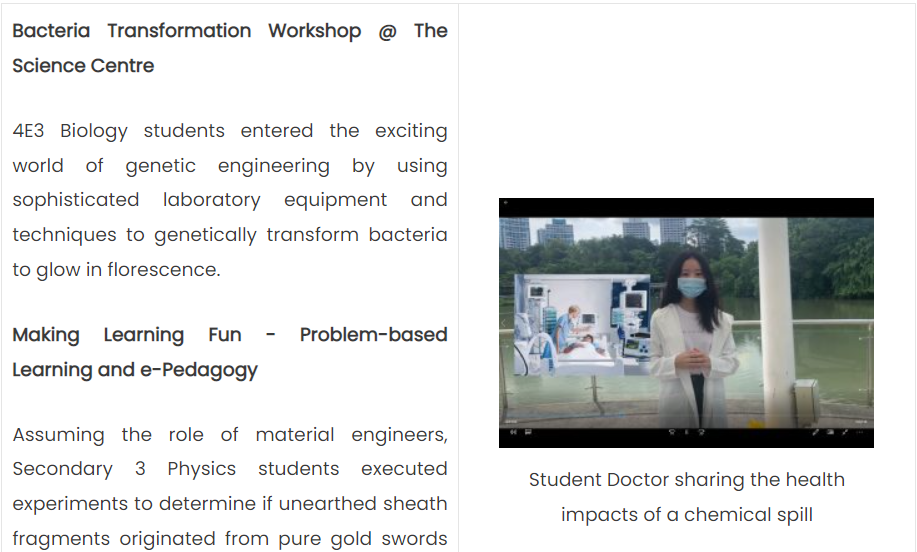 Bacteria Transformation Workshop @ The
Science Centre
4E3 Biology students entered the exciting
world of genetic engineering by using
sophisticated laboratory equipment and
techniques to genetically transform bacteria
to glow in florescence.
Making Learning Fun - Problem-based
Learning and e-Pedagogy
Assuming the role of material engineers,
Secondary 3 Physics students executed
experiments to determine if unearthed sheath
fragments originated from pure gold swords
Student Doctor sharing the health
impacts of a chemical spill